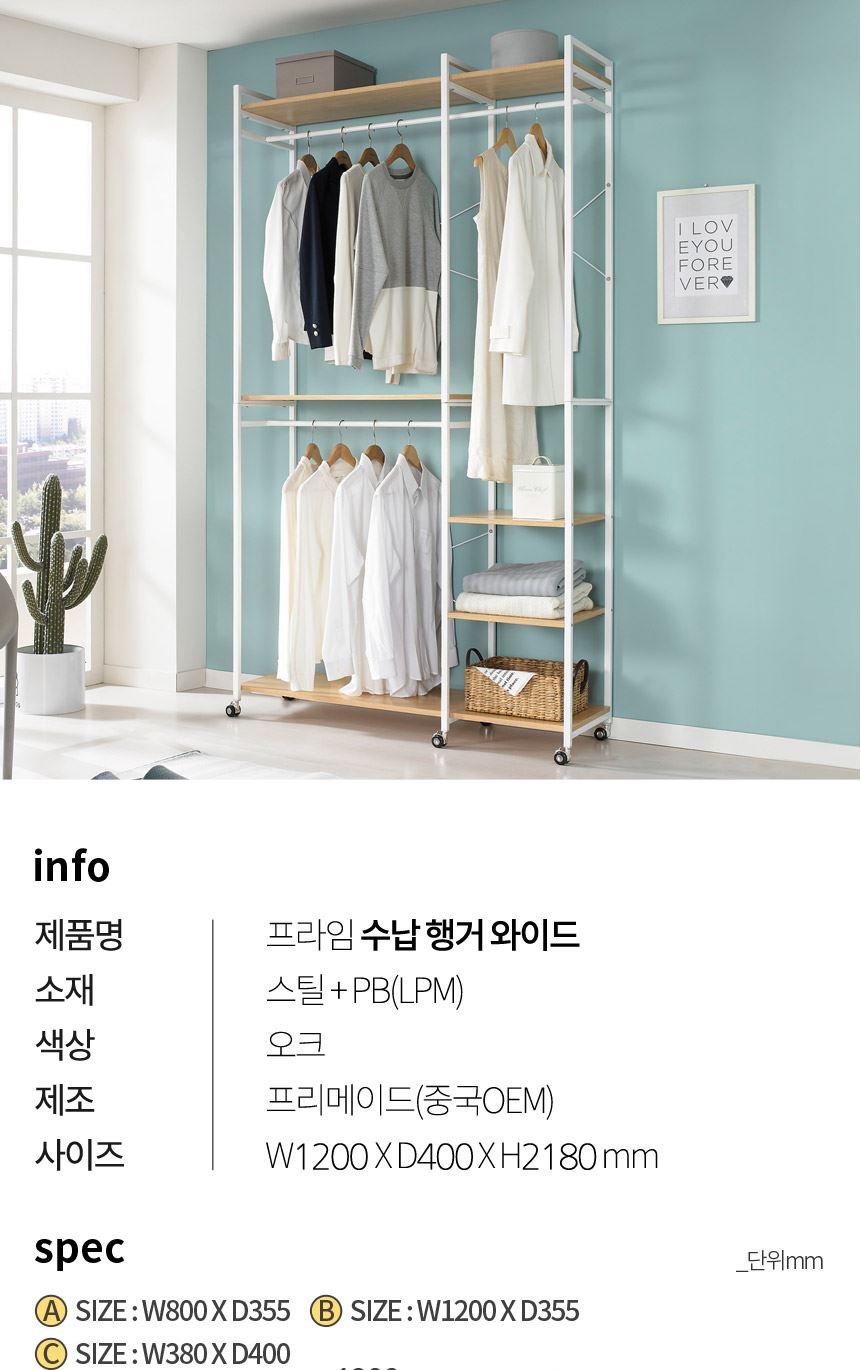 I LOV
EYOU
FORE
VER
info
제품명 프라임 수납 행거 와이드
소재 스틸 + PB(LPM)
색상 오크
제조 프리메이드(중국OEM)
사이즈 W1200 X D400 X H2180 mm
spec
_단위mm
A SIZE : W800 X D355 B SIZE : W1200 X D355
C SIZE : W380 X D400